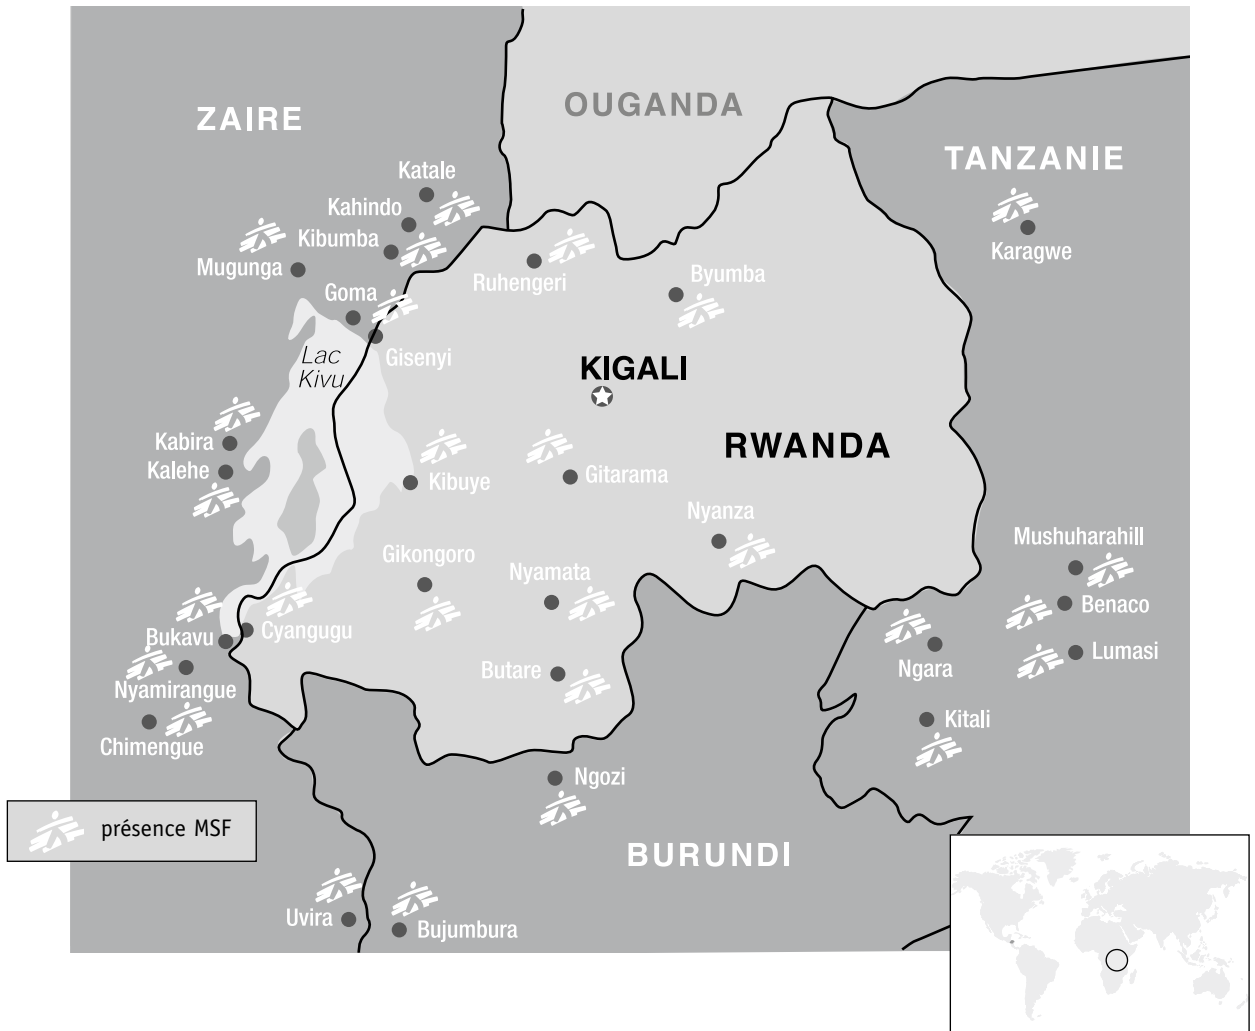 OUGANDA
ZAIRE
TANZANIE
Katale
Kahindo
Kibumba
Mugunga
Karagwe
Ruhengeri
Byumba
Goma
Gisenyi
Lac
Kivu
KIGALI
RWANDA
Kabira
Kalehe
Kibuye
Gitarama
Nyanza
Mushuharahill
Gikongoro
Nyamata
Benaco
Bukavu
Cyangugu
Lumasi
Ngara
Butare
Nyamirangue
Kitali
Chimengue
Ngozi
présence MSF
BURUNDI
Uvira
Bujumbura